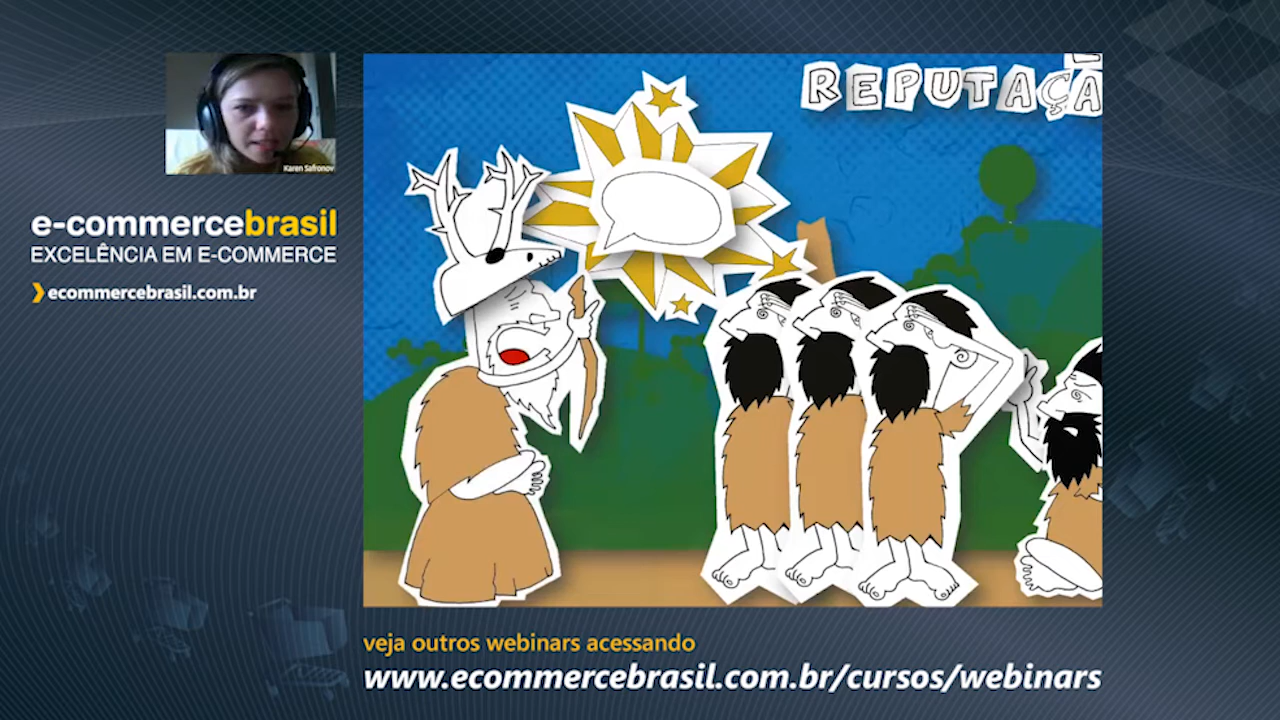 REPUTAÇÃ
Karen Safronov
e-commercebrasil
EXCELÊNCIA EM E-COMMERCE
ecommercebrasil.com.br
veja outros webinars acessando
www.ecommercebrasil.com.br/cursos/webinars